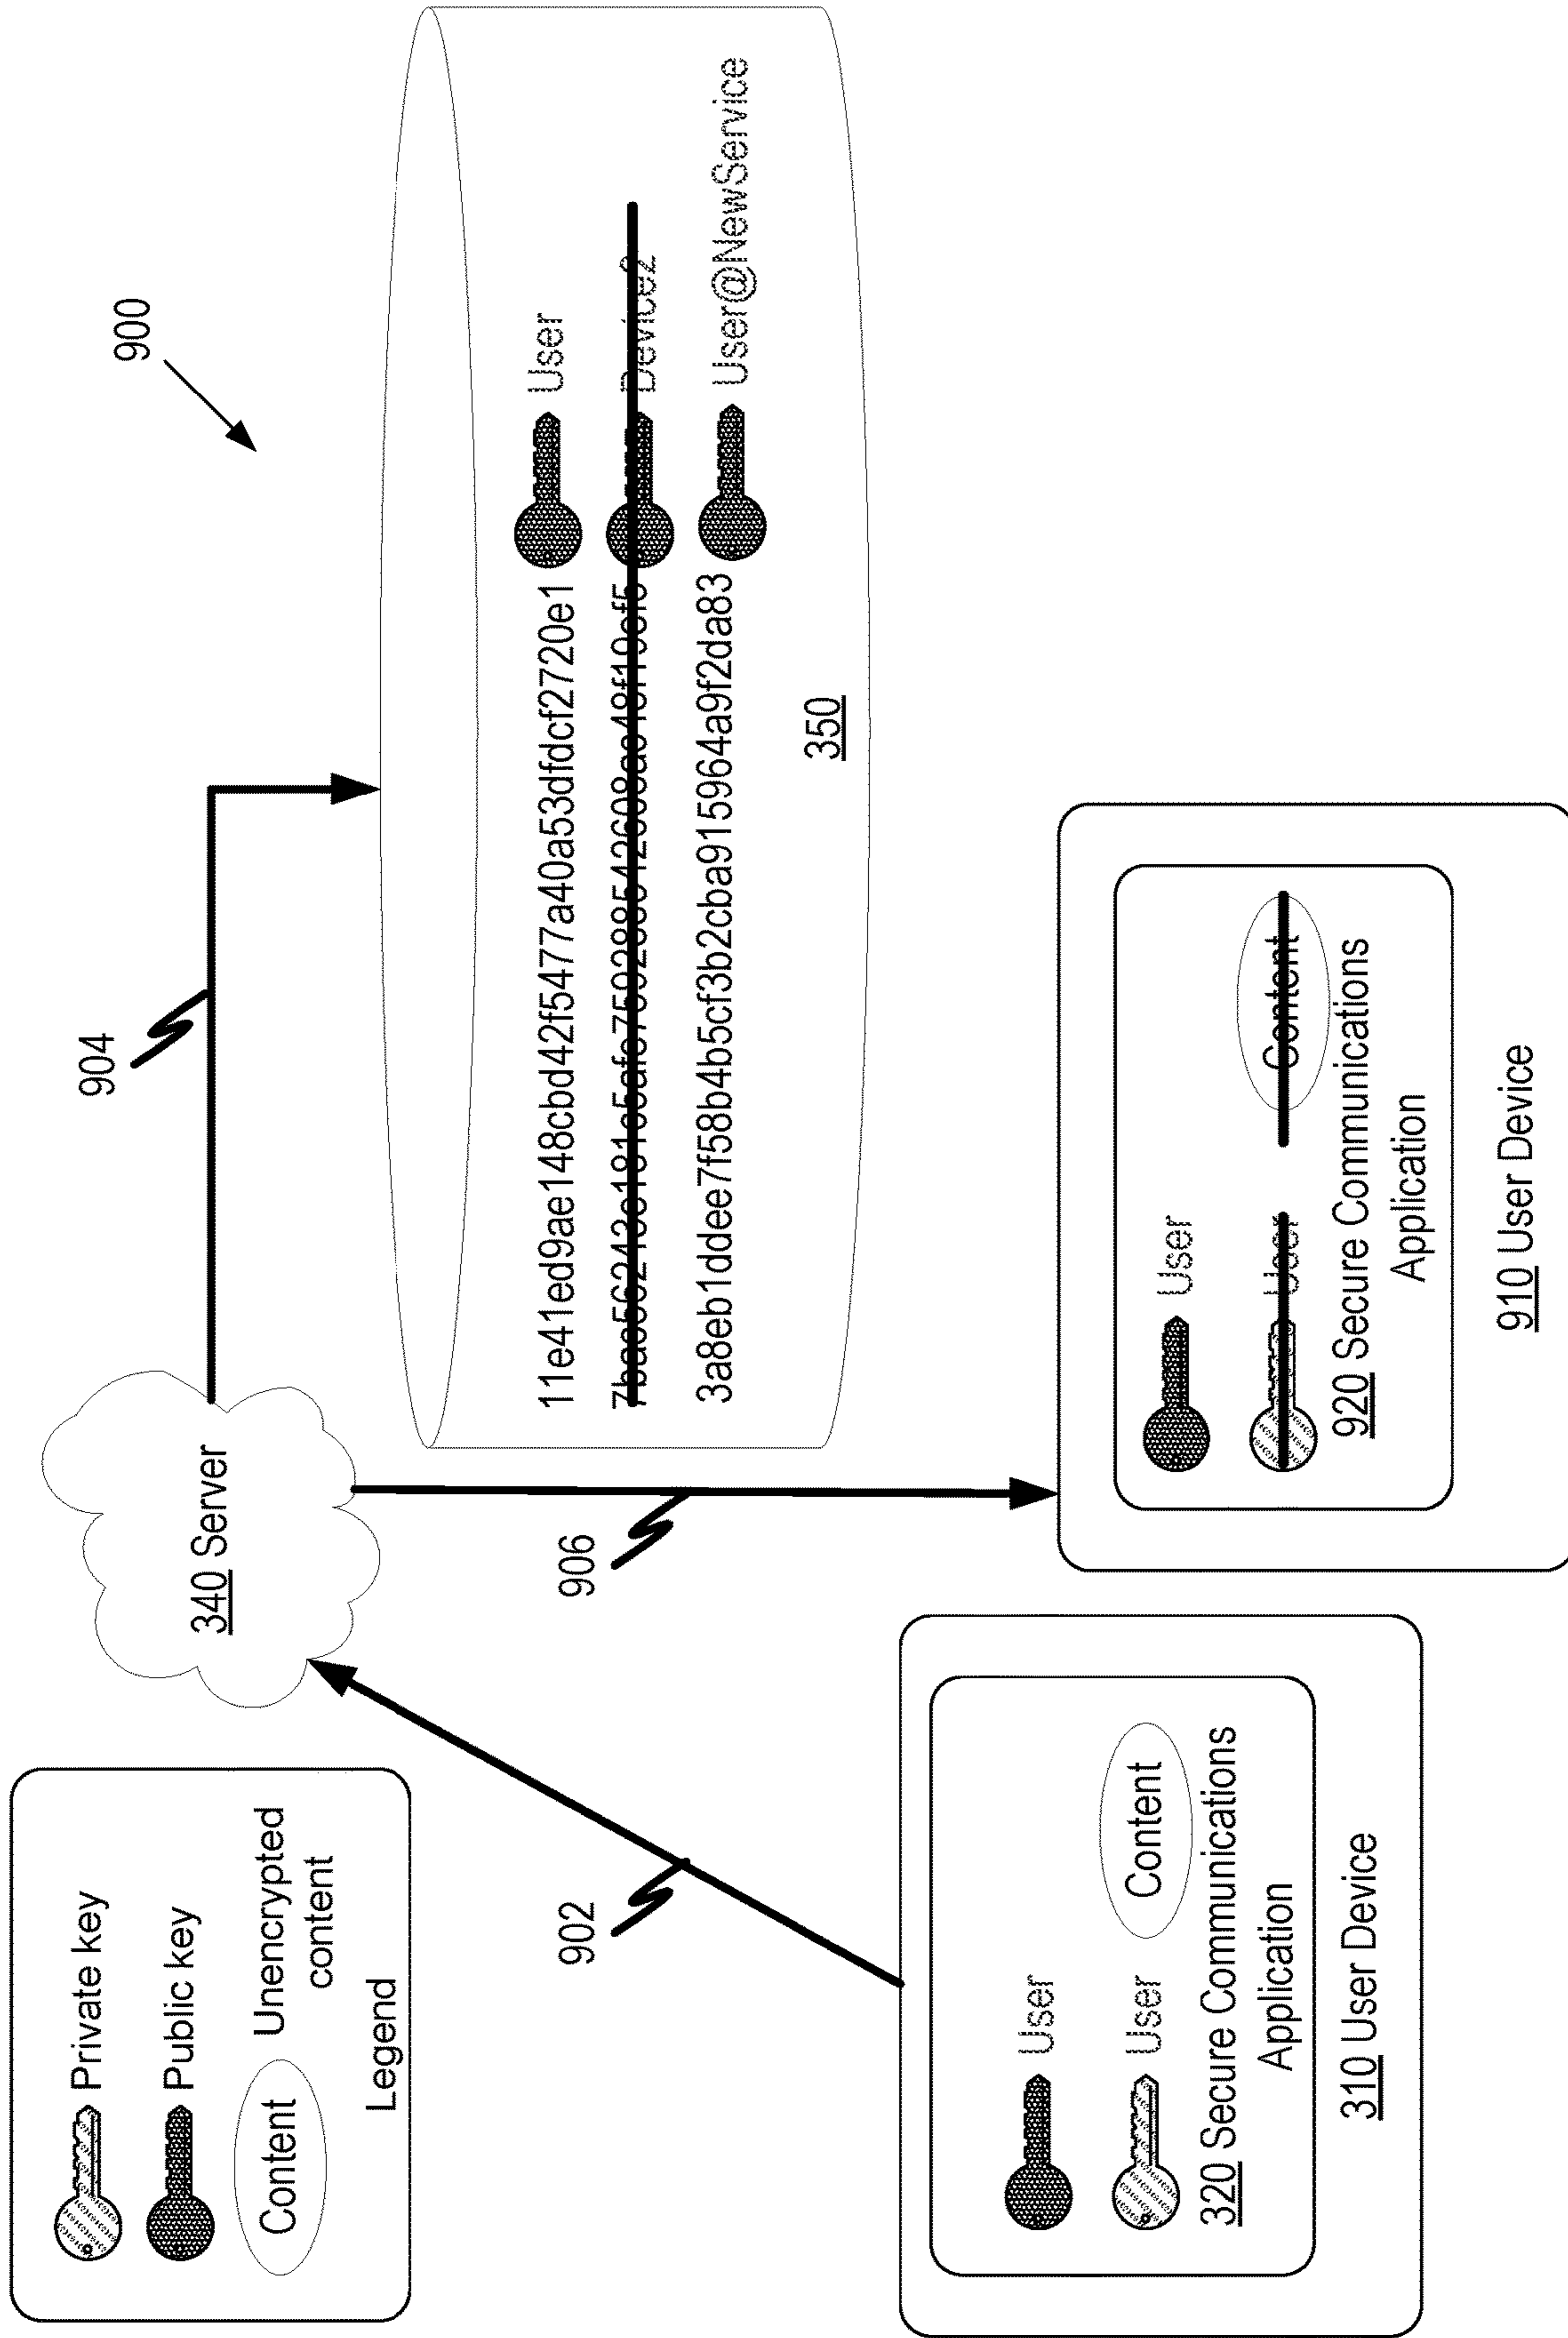 Private key
Public key
Content
Unencrypted
content
Legend
340 Server
904
900
902
906
11e41ed9ae148cbd42f5477a40a53dfdcf2720e1 User
Device2
3a8eb1ddee7f58b4b5cf3b2cba915964a9f2da83 User@NewService
350
User
User
Content
320 Secure Communications
Application
310 User Device
User
User
Content
920 Secure Communications
Application
910 User Device